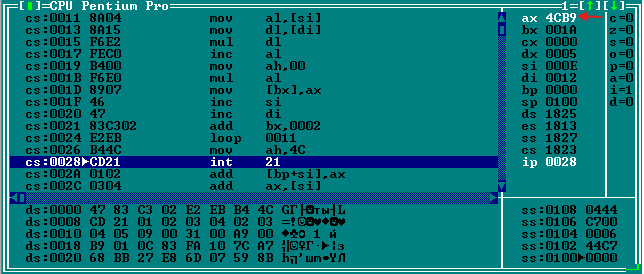 [■]=CPU Pentium Pro 1=[↑][↓]
cs:0011 8A04 mov al,[si]
cs:0013 8A15 mov dl,[di]
cs:0015 F6E2 mul dl
cs:0017 FEC0 inc al
cs:0019 B400 mov ah,00
cs:001B F6E0 mul al
cs:001D 8907 mov [bx],ax
cs:001F 46 inc si
cs:0020 47 inc di
cs:0021 83C302 add bx,0002
cs:0024 E2EB loop 0011
cs:0026 B44C mov ah,4C
cs:0028►CD21 int 21
cs:002A 0102 add [bp+si],ax
cs:002C 0304 add ax,[si]
ax 4CB9
bx 001A
cx 0000
dx 0005
si 000E
di 0012
bp 0000
sp 0100
ds 1825
es 1813
ss 1827
cs 1823
ip 0028
c=0
z=0
s=0
o=0
p=0
a=0
i=1
d=0
ds:0000 47 83 C3 02 E2 EB B4 4C
ds:0008 CD 21 01 02 03 04 02 03
ds:0010 04 05 09 00 31 00 A9 00
ds:0018 B9 01 0C 83 FA 10 7C A7
ds:0020 68 BB 27 E8 6D 07 59 8B
ss:0108 0444
ss:0106 C700
ss:0104 0006
ss:0102 44C7
ss:0100►0000